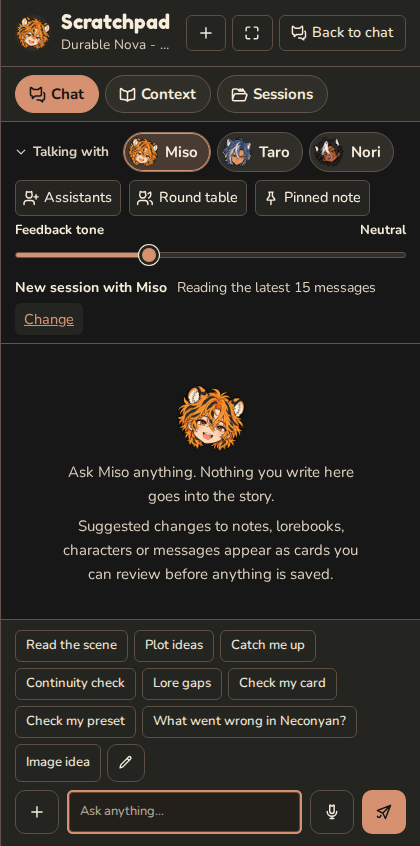 Scratchpad
Durable Nova - ...
Back to chat
Chat
Context
Sessions
Talking with
Miso
Taro
Nori
Assistants
Round table
Pinned note
Feedback tone
Neutral
New session with Miso Reading the latest 15 messages
Change
Ask Miso anything. Nothing you write here
goes into the story.
Suggested changes to notes, lorebooks,
characters or messages appear as cards you
can review before anything is saved.
Read the scene
Plot ideas
Catch me up
Continuity check
Lore gaps
Check my card
Check my preset
What went wrong in Neconyan?
Image idea
Ask anything...